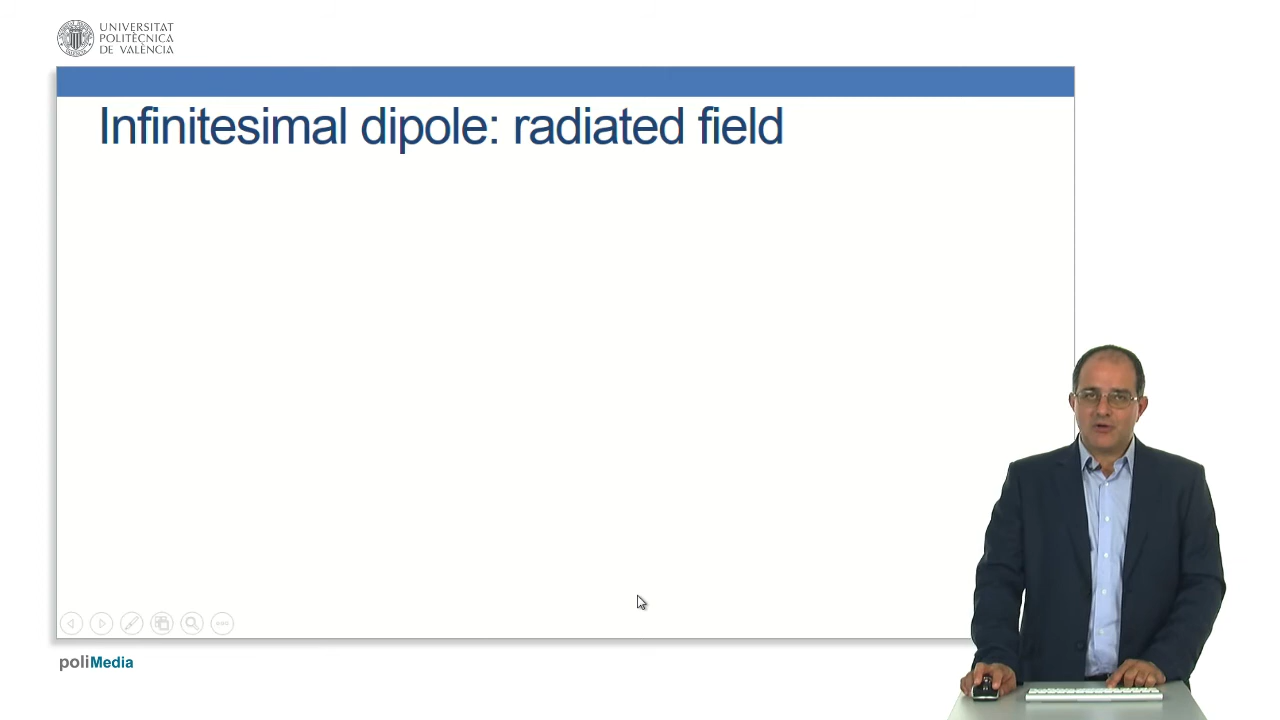 UNIVERSITAT
POLITÈCNICA
DE VALÈNCIA
Infinitesimal dipole: radiated field
poliMedia